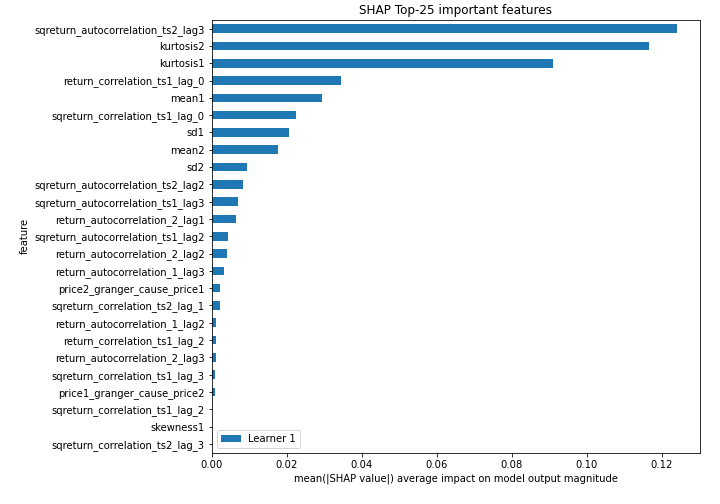 SHAP Top-25 important features
sqreturn_autocorrelation_ts2_lag3
kurtosis2
kurtosis1
return_correlation_ts1_lag_0
mean1
sqreturn_correlation_ts1_lag_0
sd1
mean2
sd2
sqreturn_autocorrelation_ts2_lag2
sqreturn_autocorrelation_ts1_lag3
return_autocorrelation_2_lag1
sqreturn_autocorrelation_ts1_lag2
return_autocorrelation_2_lag2
return_autocorrelation_1_lag3
price2_granger_cause_price1
sqreturn_correlation_ts2_lag_1
return_autocorrelation_1_lag2
return_correlation_ts1_lag_2
return_autocorrelation_2_lag3
sqreturn_correlation_ts1_lag_3
price1_granger_cause_price2
sqreturn_correlation_ts1_lag_2
skewness1
sqreturn_correlation_ts2_lag_3
feature
Learner 1
0.00 0.02 0.04 0.06 0.08 0.10 0.12
mean(|SHAP value|) average impact on model output magnitude